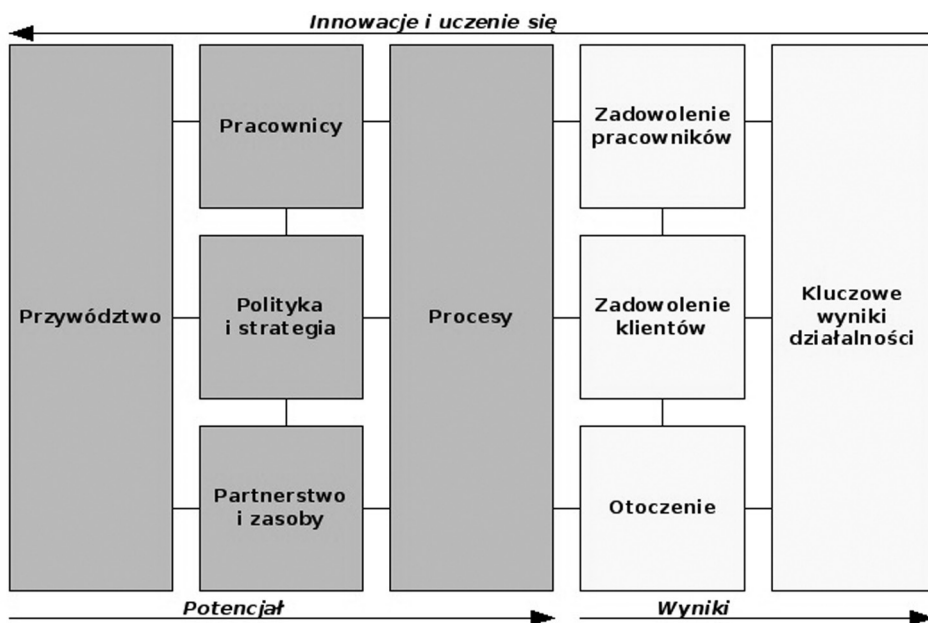 Innowacje i uczenie się
Przywództwo
Pracownicy
Polityka
i strategia
Partnerstwo
i zasoby
Procesy
Zadowolenie
pracowników
Zadowolenie
klientów
Otoczenie
Kluczowe
wyniki
działalności
Potencjał
Wyniki